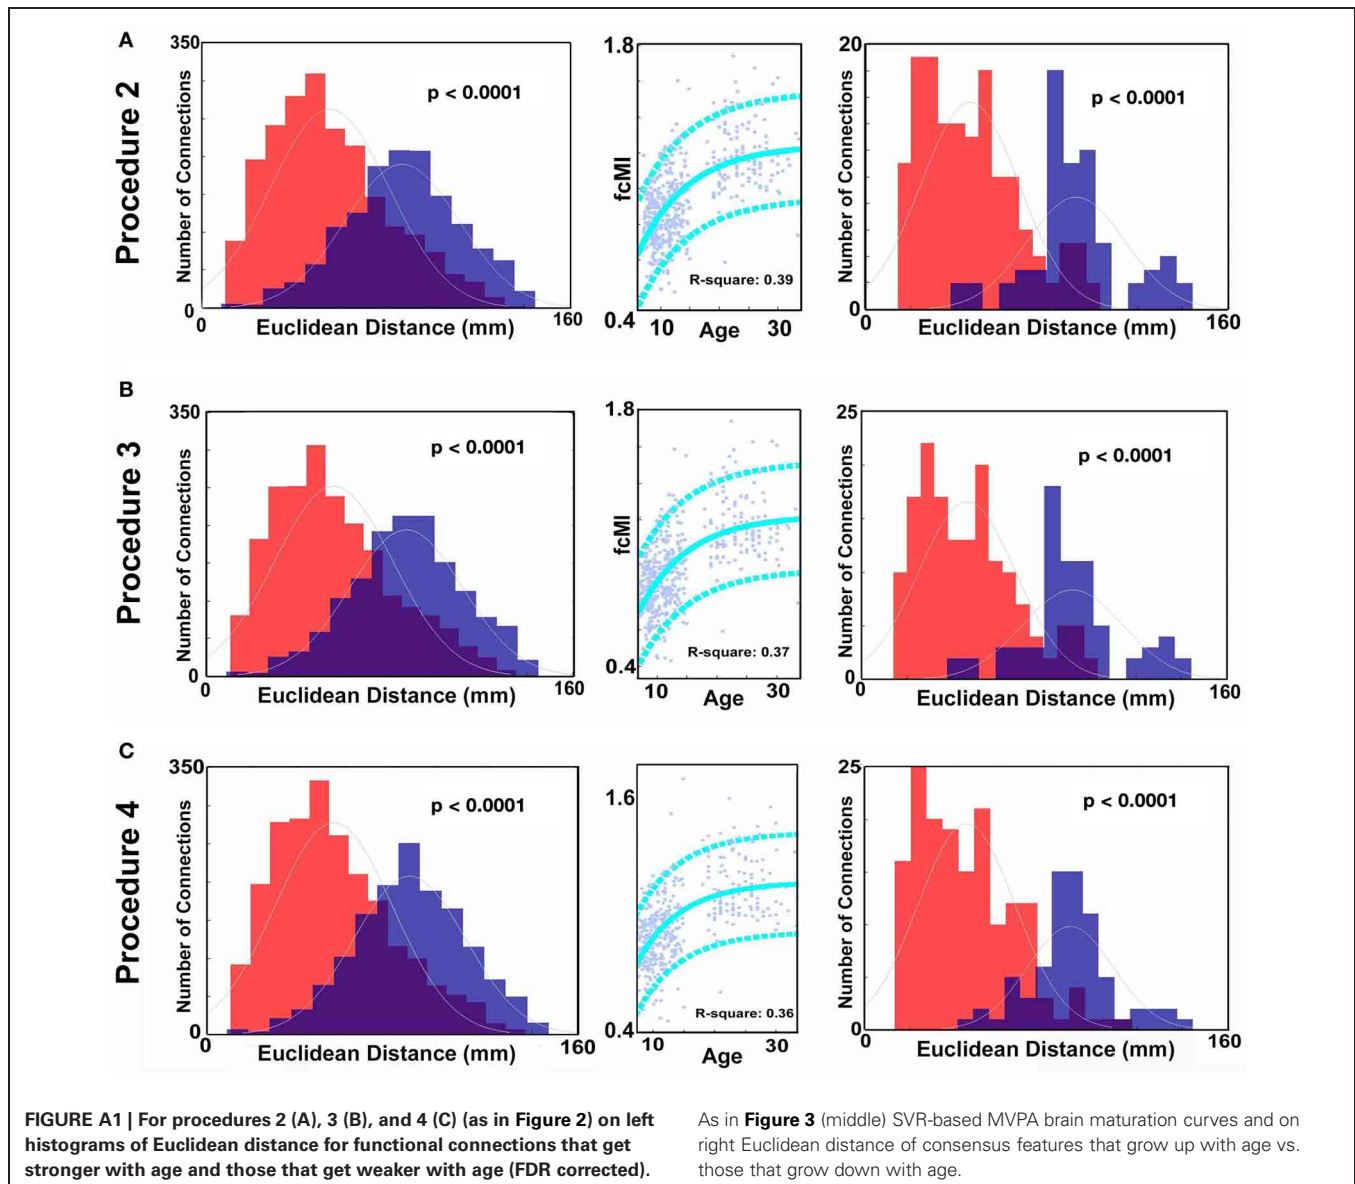 A
Procedure 2
350
Number of Connections
p < 0.0001
0
0
Euclidean Distance (mm)
160
1.8
fcMI
R-square: 0.39
0.4
10
Age
30
20
Number of Connections
p < 0.0001
0
0
Euclidean Distance (mm)
160
B
Procedure 3
350
Number of Connections
p < 0.0001
0
0
Euclidean Distance (mm)
160
1.8
fcMI
R-square: 0.37
0.4
10
Age
30
25
Number of Connections
p < 0.0001
0
0
Euclidean Distance (mm)
160
C
Procedure 4
350
Number of Connections
p < 0.0001
0
0
Euclidean Distance (mm)
160
1.6
R-square: 0.36
0.4
10
Age
30
25
Number of Connections
p < 0.0001
0
0
Euclidean Distance (mm)
160
FIGURE A1 | For procedures 2 (A), 3 (B), and 4 (C) (as in Figure 2) on left
histograms of Euclidean distance for functional connections that get
stronger with age and those that get weaker with age (FDR corrected).
As in Figure 3 (middle) SVR-based MVPA brain maturation curves and on
right Euclidean distance of consensus features that grow up with age vs.
those that grow down with age.